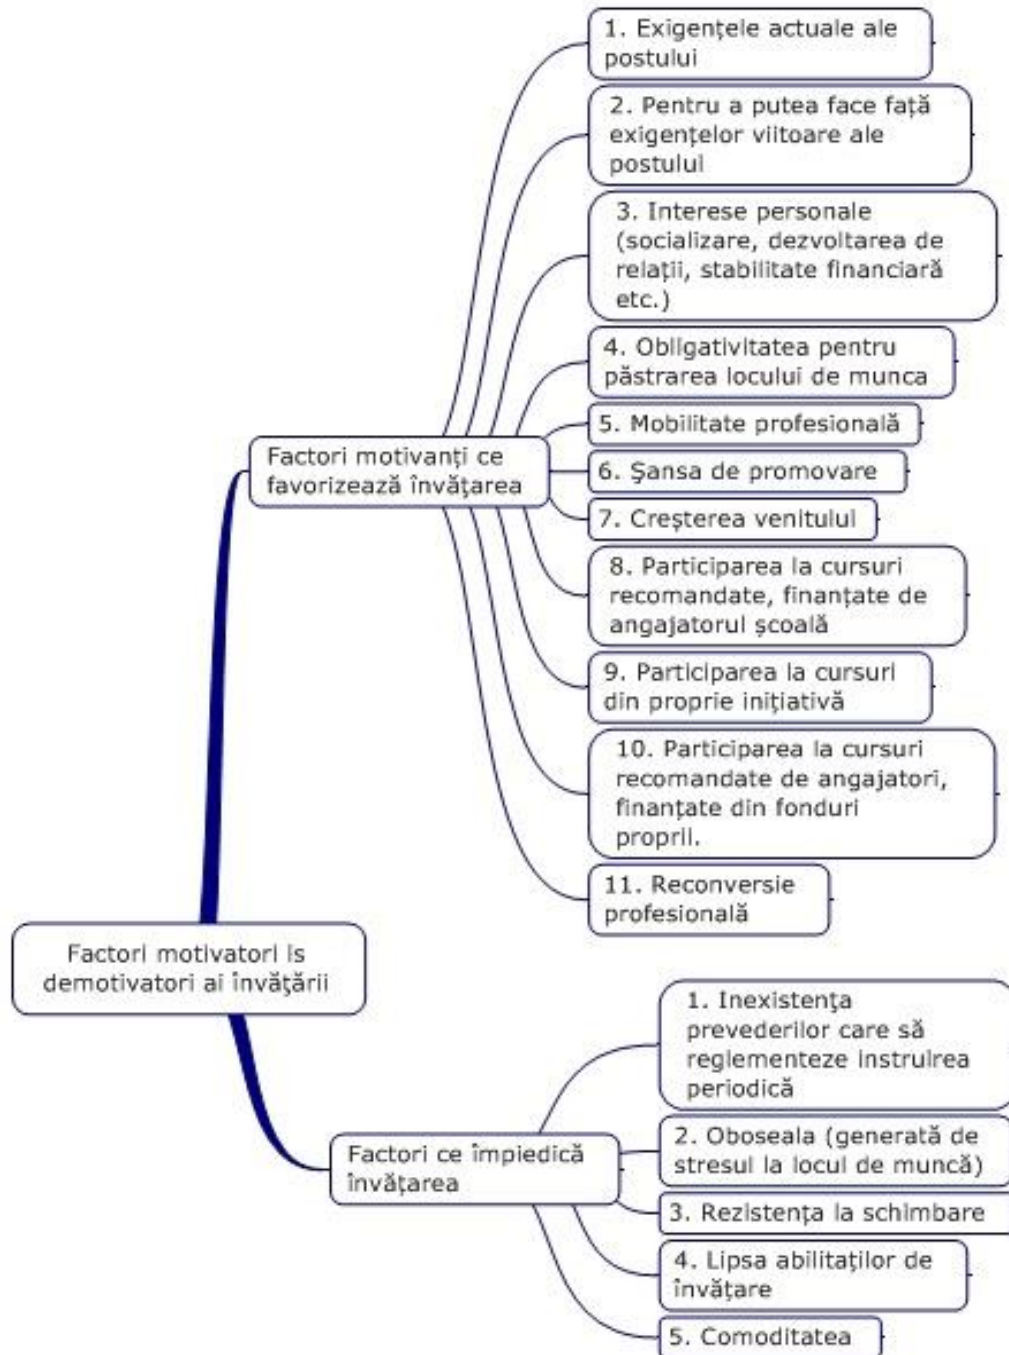 1. Exigențele actuale ale
postului
2. Pentru a putea face față
exigențelor viitoare ale
postului
3. Interese personale
(socializare, dezvoltarea de
relații, stabilitate financiară
etc.)
4. Obligativitatea pentru
păstrarea locului de munca
5. Mobilitate profesională
Factori motivanți ce
favorizează învățarea
6. Șansa de promovare
7. Creșterea venitului
8. Participarea la cursuri
recomandate, finanțate de
angajatorul școală
9. Participarea la cursuri
din proprie inițiativă
10. Participarea la cursuri
recomandate de angajatori,
finanțate din fonduri
proprii.
11. Reconversie
profesională
Factori motivatori is
demotivatori ai învățării
1. Inexistența
prevederilor care să
reglementeze instruirea
periodică
Factori ce împiedică
învățarea
2. Oboseala (generată de
stresul la locul de muncă)
3. Rezistența la schimbare
4. Lipsa abilitaților de
învățare
5. Comoditatea